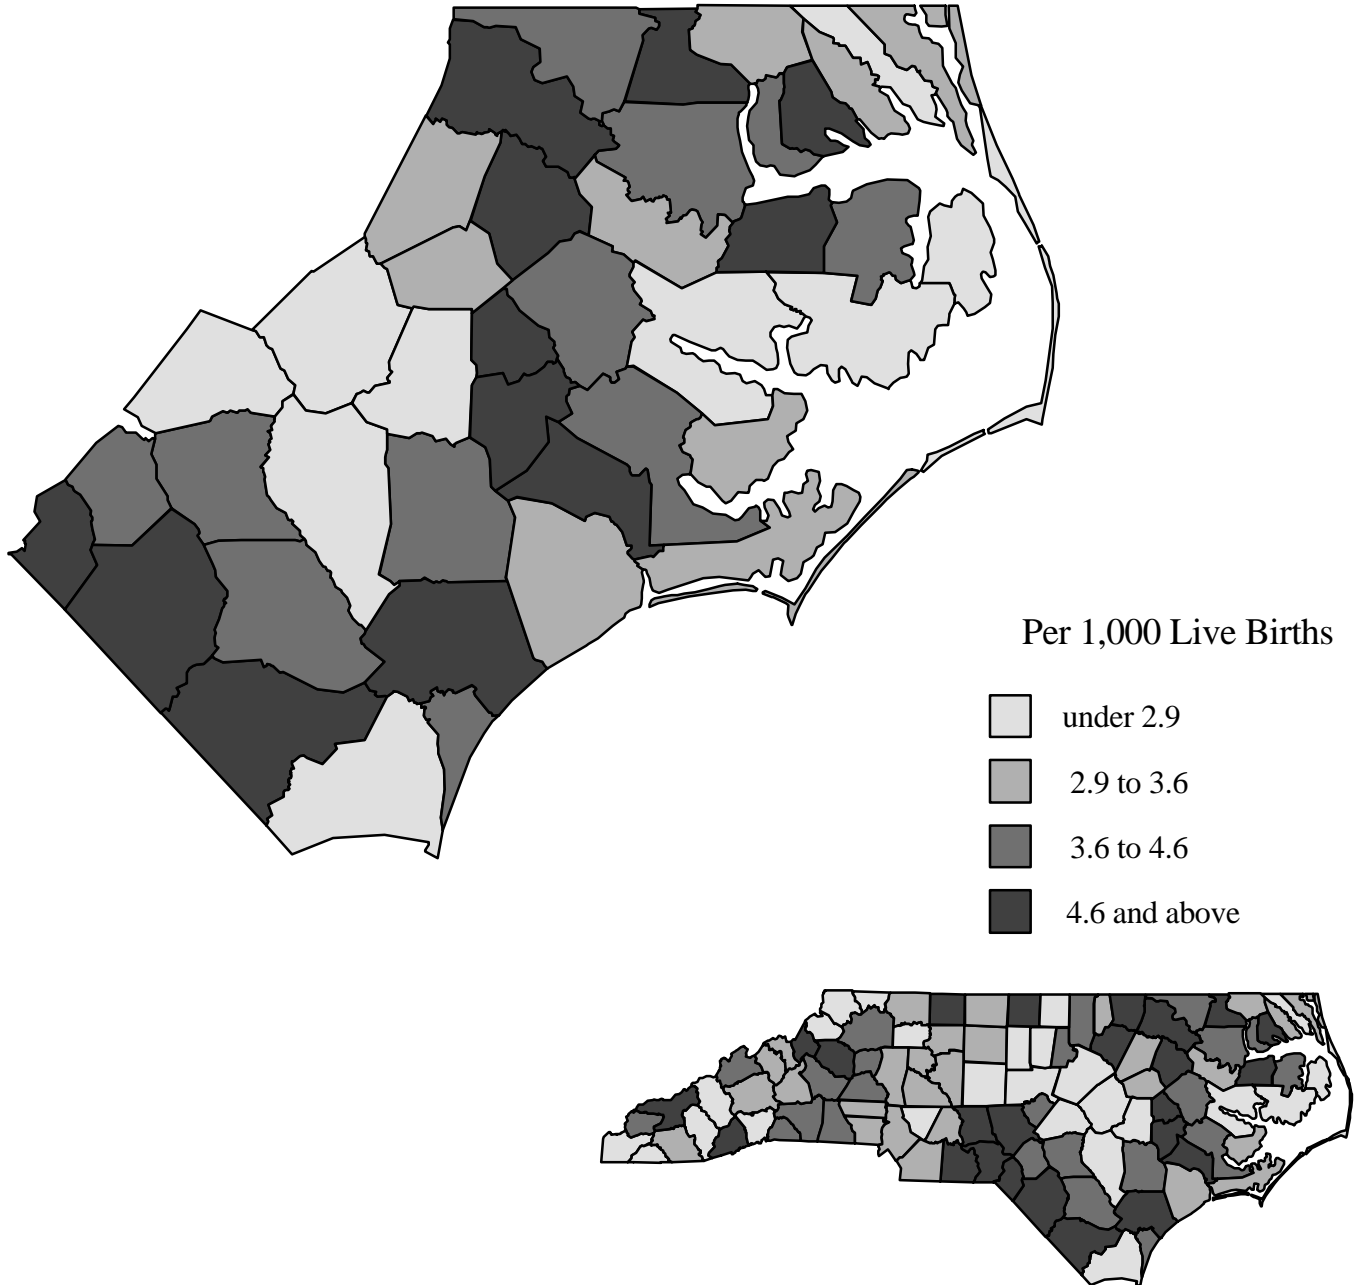 Per 1,000 Live Births
under 2.9
2.9 to 3.6
3.6 to 4.6
4.6 and above